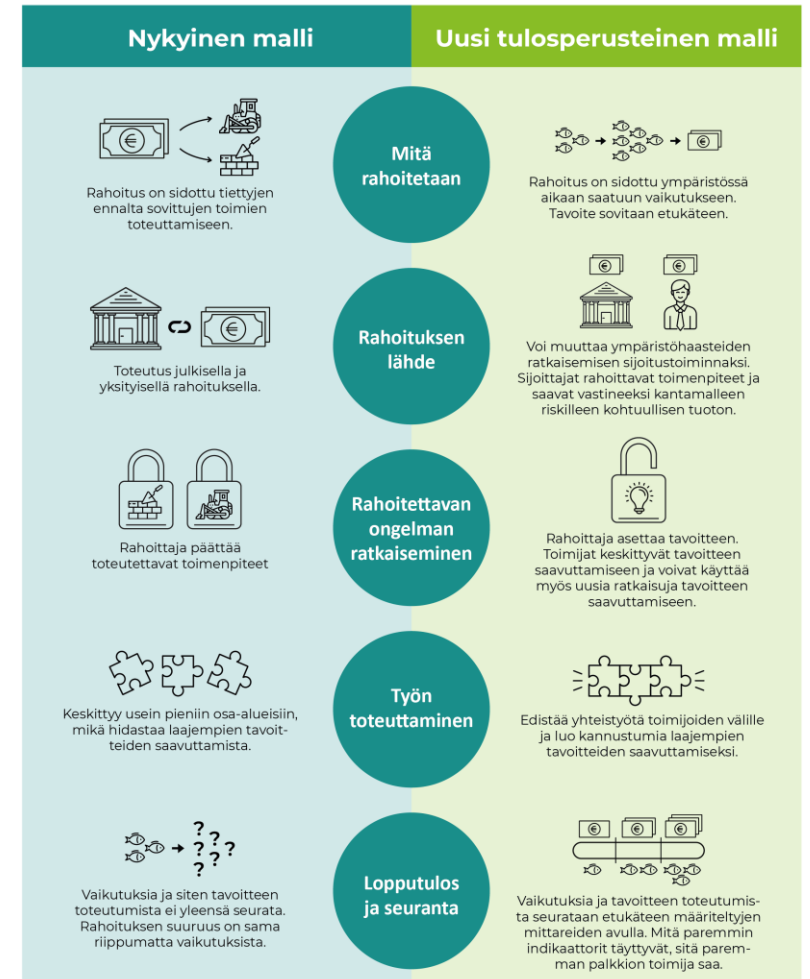 Nykyinen malli
Uusi tulosperusteinen malli
Mitä
rahoitetaan
Rahoitus on sidottu tiettyjen
ennalta sovittujen toimien
toteuttamiseen.
Rahoitus on sidottu ympäristössä
aikaan saatuun vaikutukseen.
Tavoite sovitaan etukäteen.
Rahoituksen
lähde
Toteutus julkisella ja
yksityisellä rahoituksella.
Voi muuttaa ympäristöhaasteiden
ratkaisemisen sijoitustoiminnaksi.
Sijoittajat rahoittavat toimenpiteet ja
saavat vastineeksi kantamalleen
riskilleen kohtuullisen tuoton.
Rahoitettavan
ongelman
ratkaiseminen
Rahoittaja päättää
toteutettavat toimenpiteet
Rahoittaja asettaa tavoitteen.
Toimijat keskittyvät tavoitteen
saavuttamiseen ja voivat käyttää
myös uusia ratkaisuja tavoitteen
saavuttamiseen.
Työn
toteuttaminen
Keskittyy usein pieniin osa-alueisiin,
mikä hidastaa laajempien tavoit-
teiden saavuttamista.
Edistää yhteistyötä toimijoiden välille
ja luo kannustumia laajempien
tavoitteiden saavuttamiseksi.
Lopputulos
ja seuranta
? ? ? ? ? ?
Vaikutuksia ja siten tavoitteen
toteutumista ei yleensä seurata.
Rahoituksen suuruus on sama
riippumatta vaikutuksista.
Vaikutuksia ja tavoitteen toteutumis-
ta seurataan etukäteen määriteltyjen
mittareiden avulla. Mitä paremmin
indikaattorit täyttyvät, sitä parem-
man palkkion toimija saa.